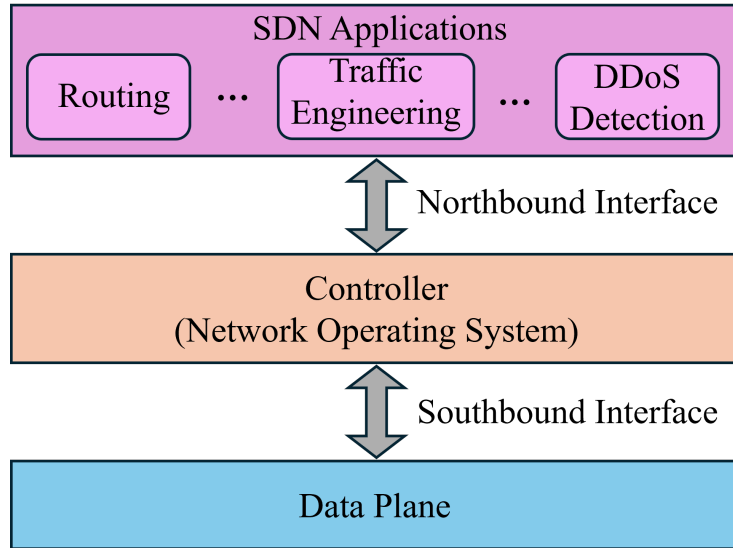 SDN Applications
Routing
...
Traffic
Engineering
...
DDoS
Detection
Northbound Interface
Controller
(Network Operating System)
Southbound Interface
Data Plane